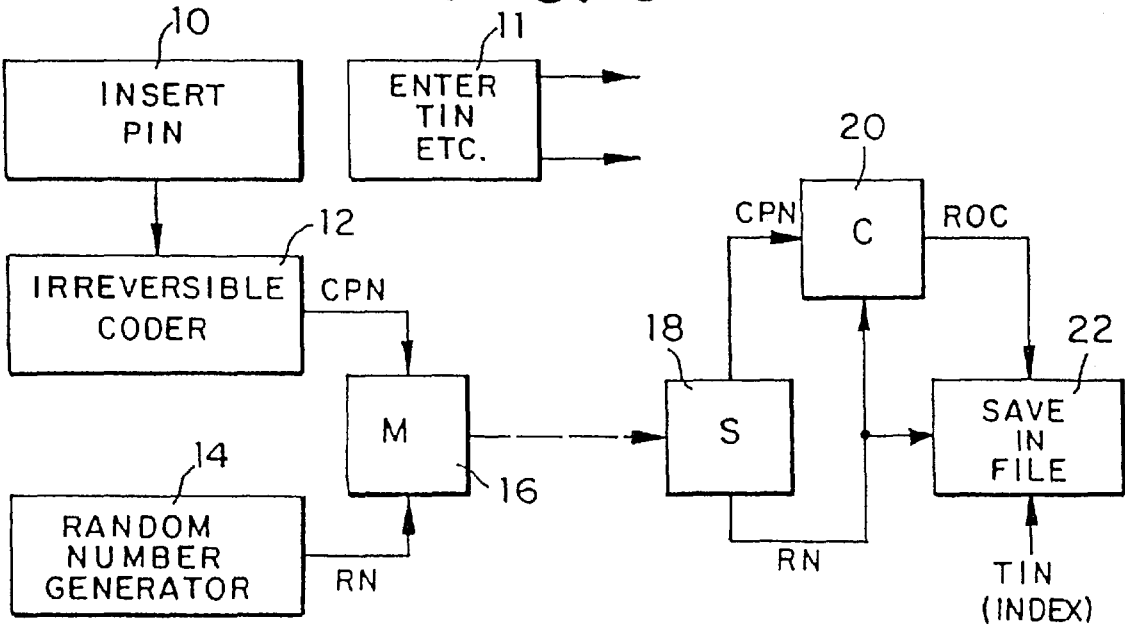 10
INSERT
PIN
11
ENTER
TIN
ETC.
12
IRREVERSIBLE
CODER
CPN
14
RANDOM
NUMBER
GENERATOR
RN
M
16
18
S
CPN
RN
20
C
ROC
22
SAVE
IN
FILE
TIN
(INDEX)